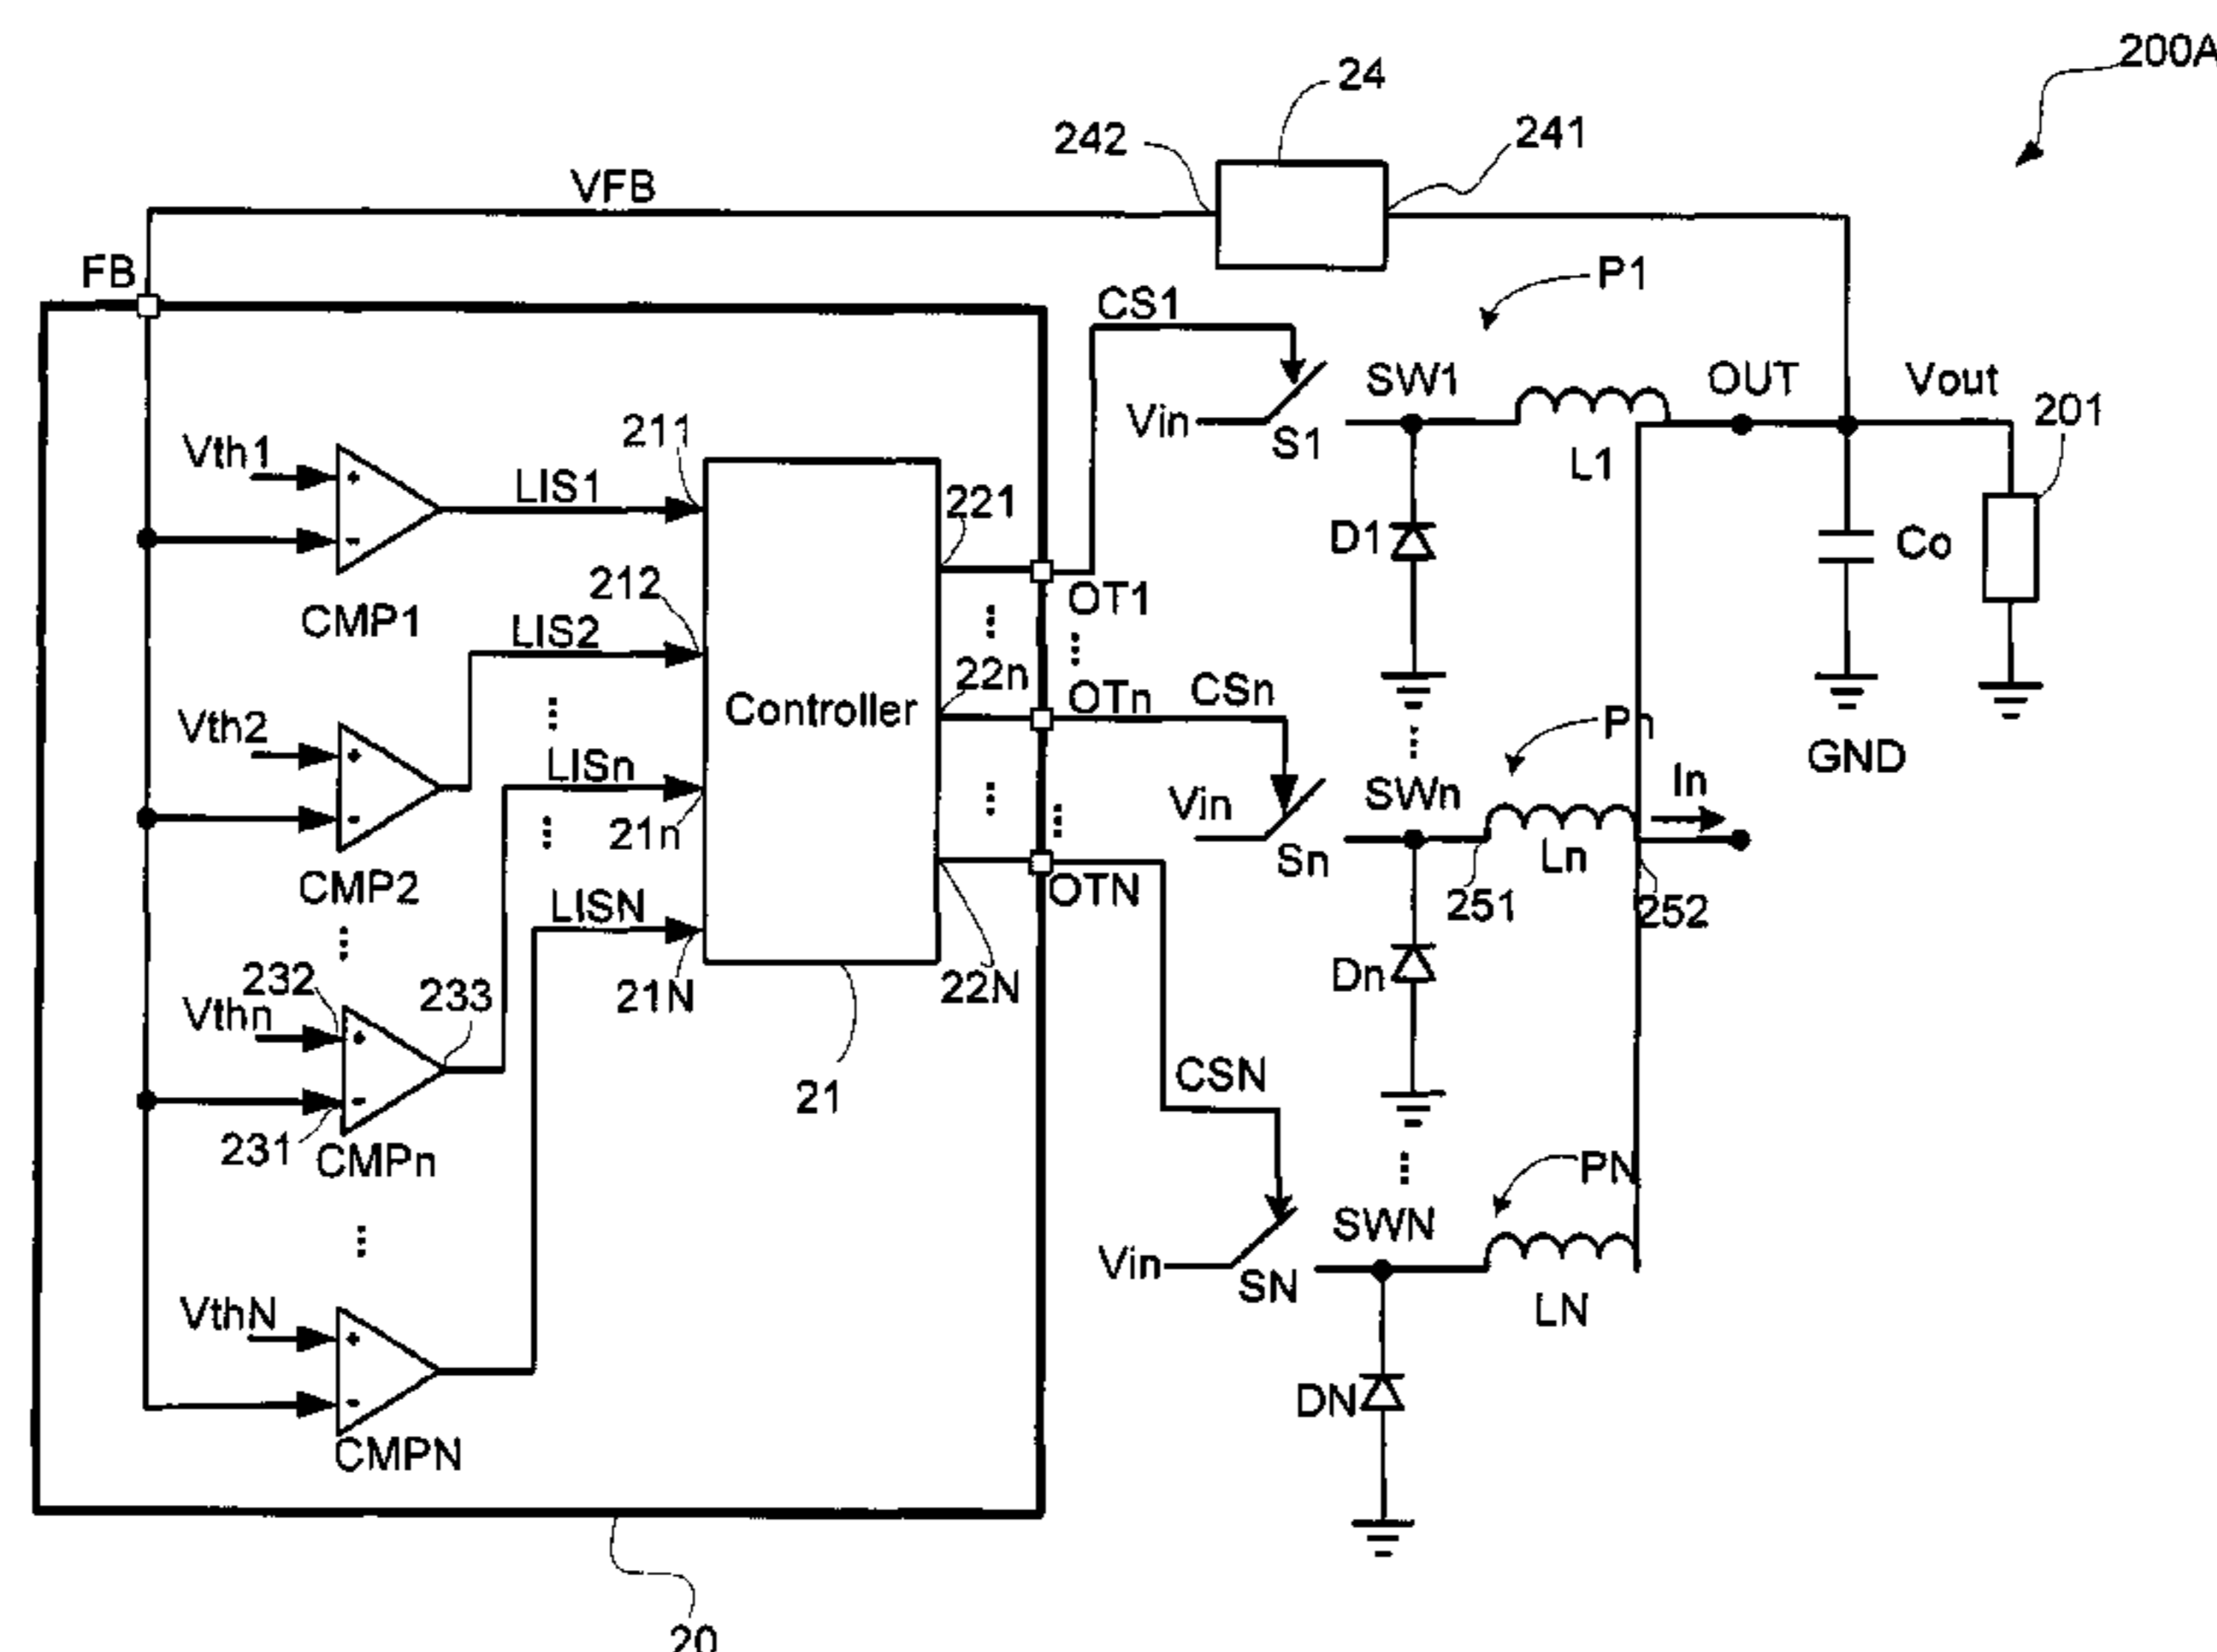 200A
24
242
241
VFB
FB
P1
CS1
SW1
OUT
Vout
201
Vin
S1
L1
Vth1
211
LIS1
221
D1
Co
CMP1
212
LIS2
OT1
22n
OTn
CSn
Controller
Pn
GND
Vth2
LISn
21n
Vin
SWn
In
Sn
Ln
CMP2
251
252
OTN
LISN
Dn
232
233
21N
22N
Vthn
21
CSN
231
CMPn
PN
SWN
Vin
SN
LN
VthN
DN
CMPN
20